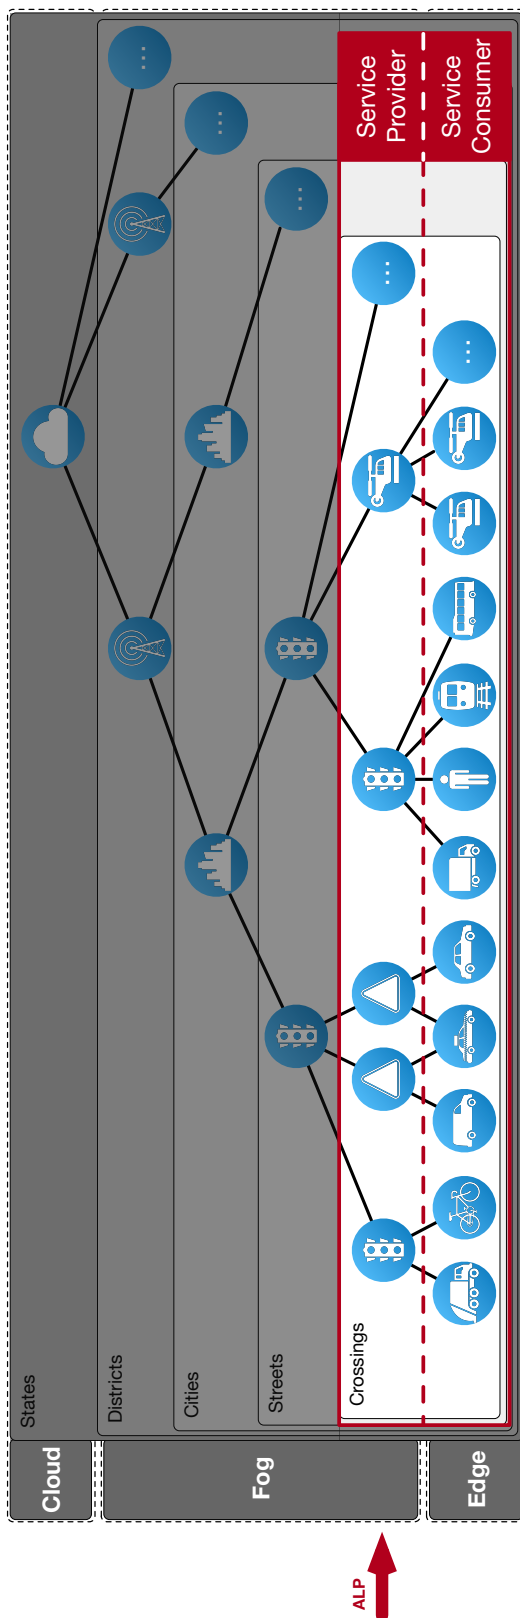 Cloud
Fog
Edge
ALP
States
Districts
Cities
Streets
Crossings
Service
Provider
Service
Consumer
...
...
...
...
...